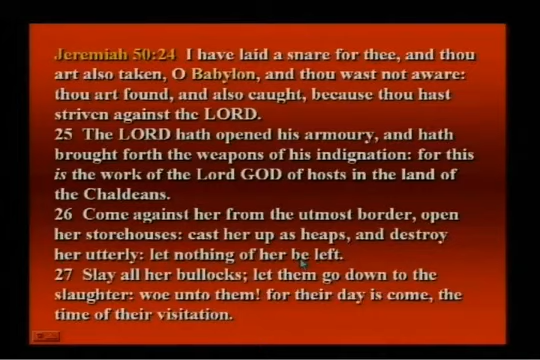 Jeremiah 50:24 I have laid a snare for thee, and thou
art also taken, O Babylon, and thou wast not aware:
thou art found, and also caught, because thou hast
striven against the LORD.
25 The LORD hath opened his armoury, and hath
brought forth the weapons of his indignation: for this
is the work of the Lord GOD of hosts in the land of
the Chaldeans.
26 Come against her from the utmost border, open
her storehouses: cast her up as heaps, and destroy
her utterly: let nothing of her be left.
27 Slay all her bullocks; let them go down to the
slaughter: woe unto them! for their day is come, the
time of their visitation.